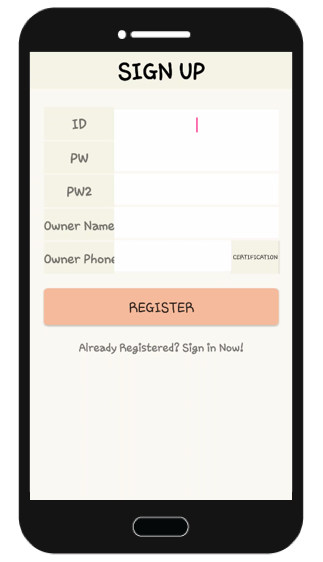 SIGN UP
ID
PW
PW2
Owner Name
Owner Phone
CERTIFICATION
REGISTER
Already Registered? Sign in Now!